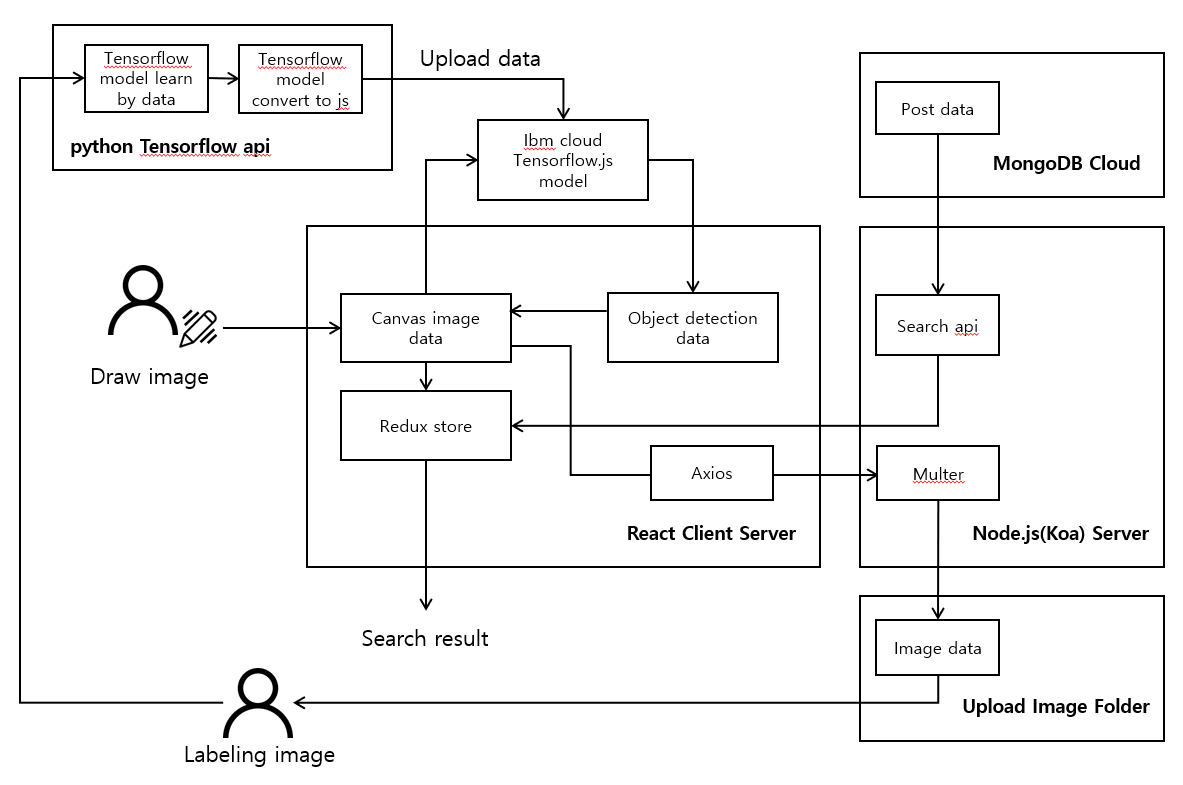 Tensorflow
model learn
by data
Tensorflow
model
convert to js
python Tensorflow api
Upload data
Ibm cloud
Tensorflow.js
model
Post data
MongoDB Cloud
Draw image
Canvas image
data
Object detection
data
Search api
Redux store
Axios
Multer
React Client Server
Node.js(Koa) Server
Search result
Image data
Upload Image Folder
Labeling image